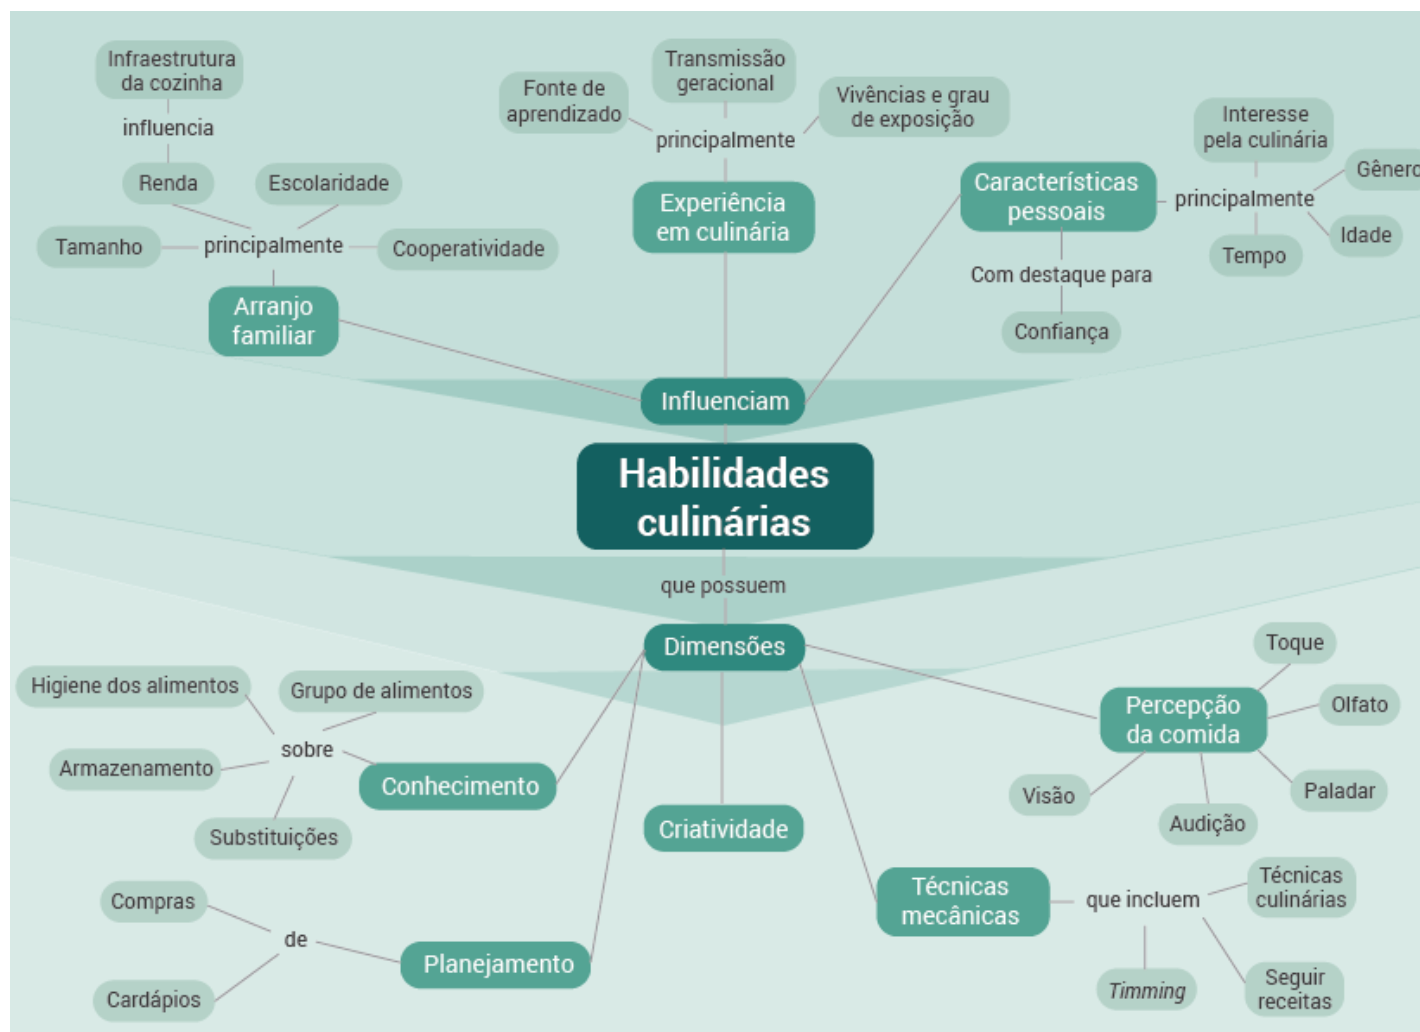 Infraestrutura
da cozinha
influencia
Renda
Escolaridade
Tamanho
principalmente
Cooperatividade
Arranjo
familiar
Fonte de
aprendizado
Transmissão
geracional
Vivências e grau
de exposição
principalmente
Experiência
em culinária
Características
pessoais
Interesse
pela culinária
Gênero
principalmente
Idade
Tempo
Com destaque para
Confiança
Influenciam
Habilidades
culinárias
que possuem
Dimensões
Higiene dos alimentos
Grupo de alimentos
sobre
Armazenamento
Conhecimento
Substituições
Compras
de
Planejamento
Cardápios
Criatividade
Toque
Percepção
da comida
Olfato
Visão
Paladar
Audição
Técnicas
mecânicas
que incluem
Técnicas
culinárias
Timming
Seguir
receitas